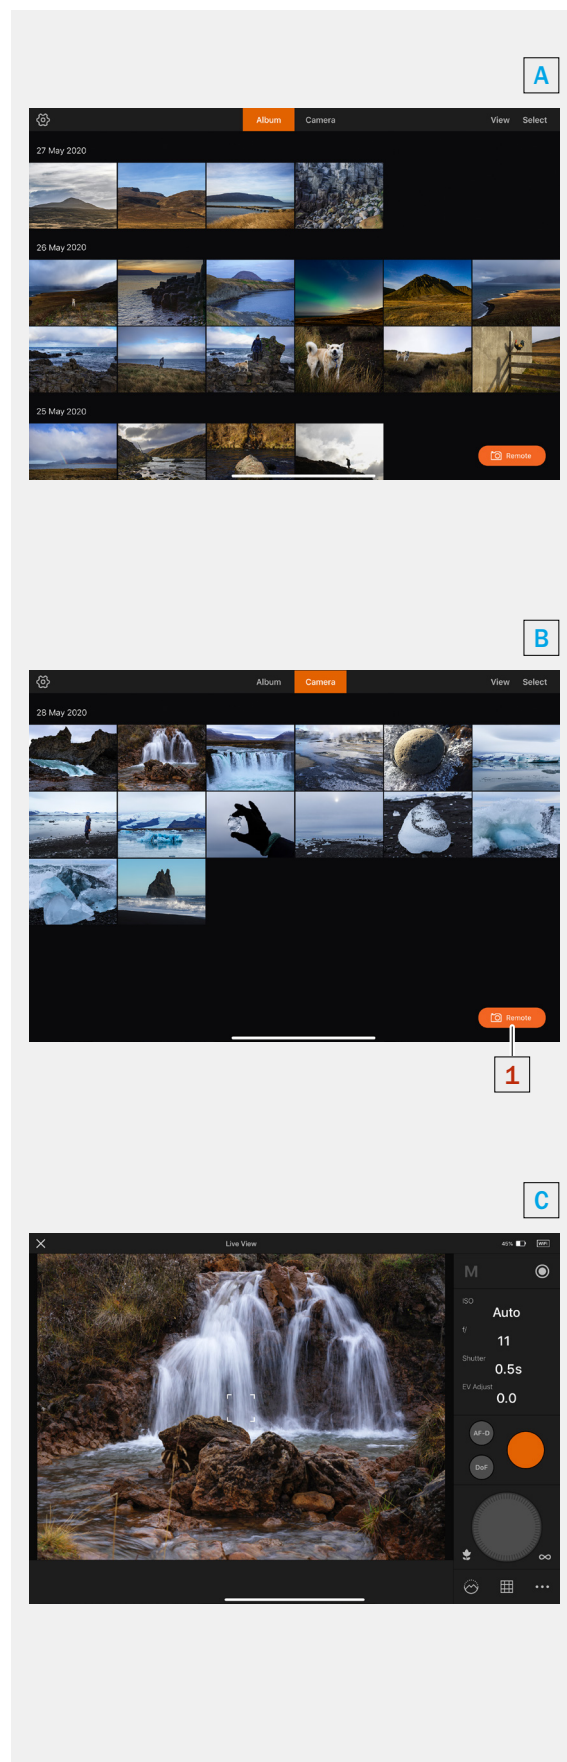 A
Album Camera View Select
27 May 2020
26 May 2020
25 May 2020
Remote
B
Album Camera View Select
28 May 2020
Remote
1
C
Live View 45% WiFi
M
ISO
Auto
f/
11
Shutter
0.5s
EV Adjust
0.0
AF-D
DoF